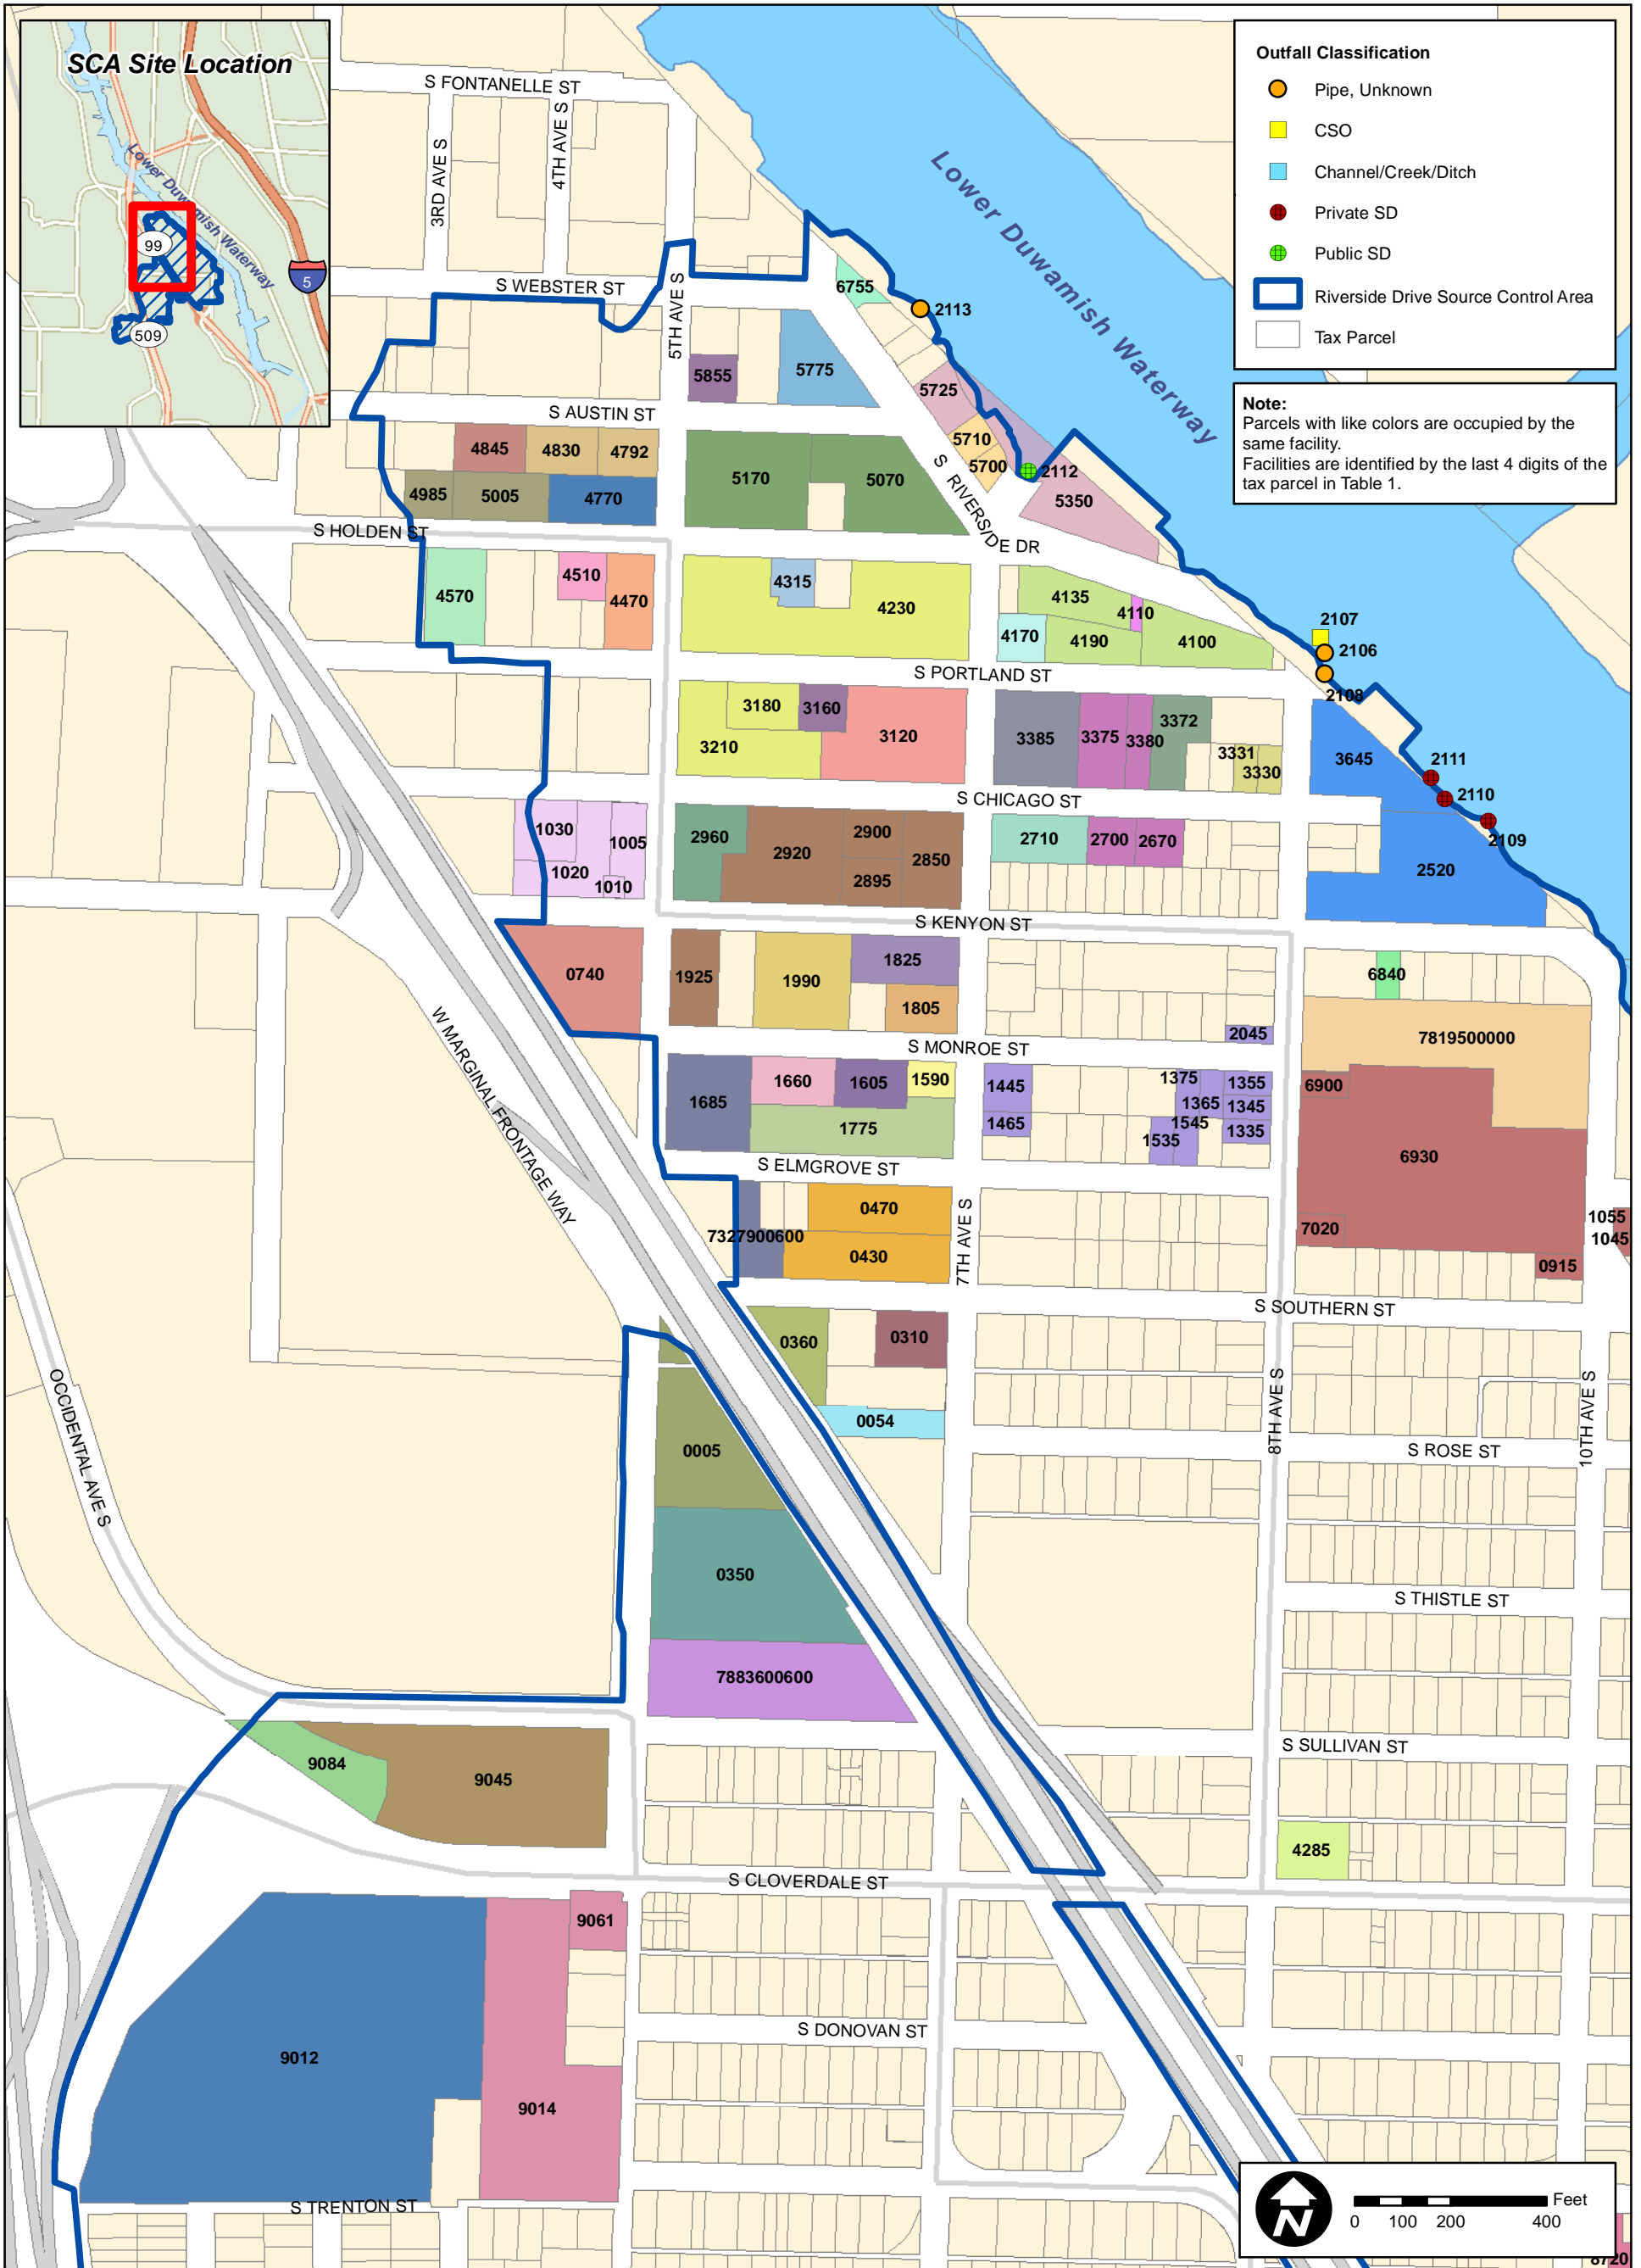 SCA Site Location
Lower Duwamish Waterway
99
5
509
Outfall Classification
Pipe, Unknown
CSO
Channel/Creek/Ditch
Private SD
Public SD
Riverside Drive Source Control Area
Tax Parcel
Note:
Parcels with like colors are occupied by the
same facility.
Facilities are identified by the last 4 digits of the
tax parcel in Table 1.
Lower Duwamish Waterway
S FONTANELLE ST
3RD AVE S
4TH AVE S
S WEBSTER ST
5TH AVE S
6755
2113
5855
5775
5725
S AUSTIN ST
4845
4830
4792
5710
5700
2112
4985
5005
4770
5170
5070
5350
S RIVERSIDE DR
S HOLDEN ST
4570
4510
4470
4315
4230
4135
4110
4170
4190
4100
2107
2106
2108
S PORTLAND ST
3180
3160
3210
3120
3385
3375
3380
3372
3331
3330
3645
2111
2110
2109
S CHICAGO ST
1030
1005
1020
1010
2960
2920
2900
2895
2850
2710
2700
2670
2520
S KENYON ST
0740
1925
1990
1825
1805
2045
6840
7819500000
W MARGINAL FRONTAGE WAY
S MONROE ST
1685
1660
1605
1590
1775
1445
1465
1375
1355
1365
1345
1545
1335
1535
6900
6930
7020
1055
1045
0915
S ELMGROVE ST
7327900600
0470
0430
7TH AVE S
S SOUTHERN ST
0360
0310
0054
8TH AVE S
10TH AVE S
OCCIDENTAL AVE S
0005
S ROSE ST
0350
S THISTLE ST
7883600600
S SULLIVAN ST
9084
9045
4285
S CLOVERDALE ST
9061
9012
9014
S DONOVAN ST
S TRENTON ST
N
Feet
0 100 200 400
8720